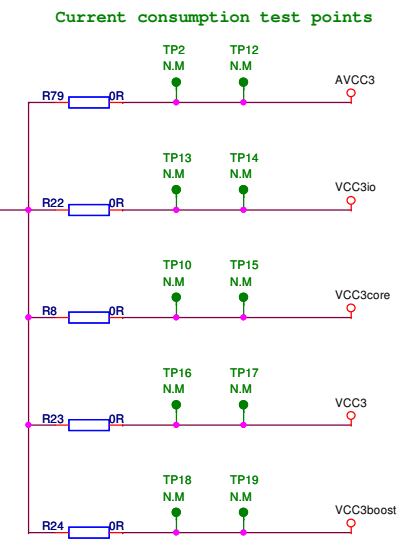 Current consumption test points
TP2 TP12
N.M N.M
AVCC3
R79 0R
TP13 TP14
N.M N.M
VCC3io
R22 0R
TP10 TP15
N.M N.M
VCC3core
R8 0R
TP16 TP17
N.M N.M
VCC3
R23 0R
TP18 TP19
N.M N.M
VCC3boost
R24 0R